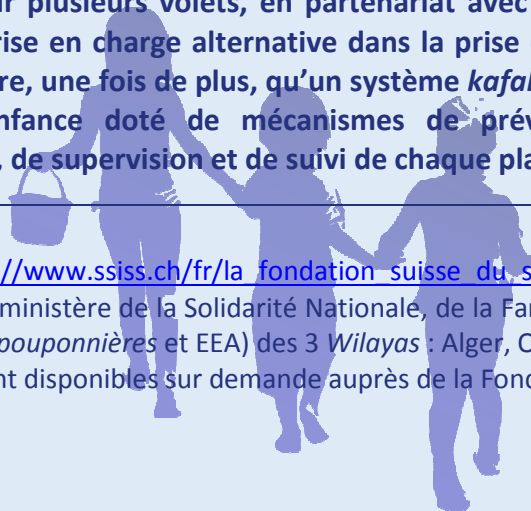 ur plusieurs volets, en partenariat avec
rise en charge alternative dans la prise
re, une fois de plus, qu'un système kafal
nfance doté de mécanismes de prév
, de supervision et de suivi de chaque pla
://www.ssiss.ch/fr/la_fondation_suisse_du_s
ministère de la Solidarité Nationale, de la Far
pouponnières et EEA) des 3 Wilayas : Alger, O
nt disponibles sur demande auprès de la Fond